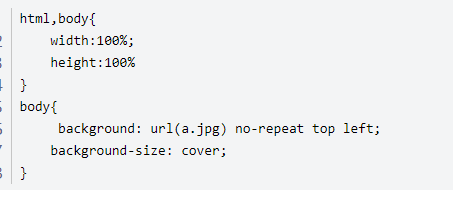 html,body{
    width:100%;
    height:100%
}
body{
     background: url(a.jpg) no-repeat top left;
    background-size: cover;
}